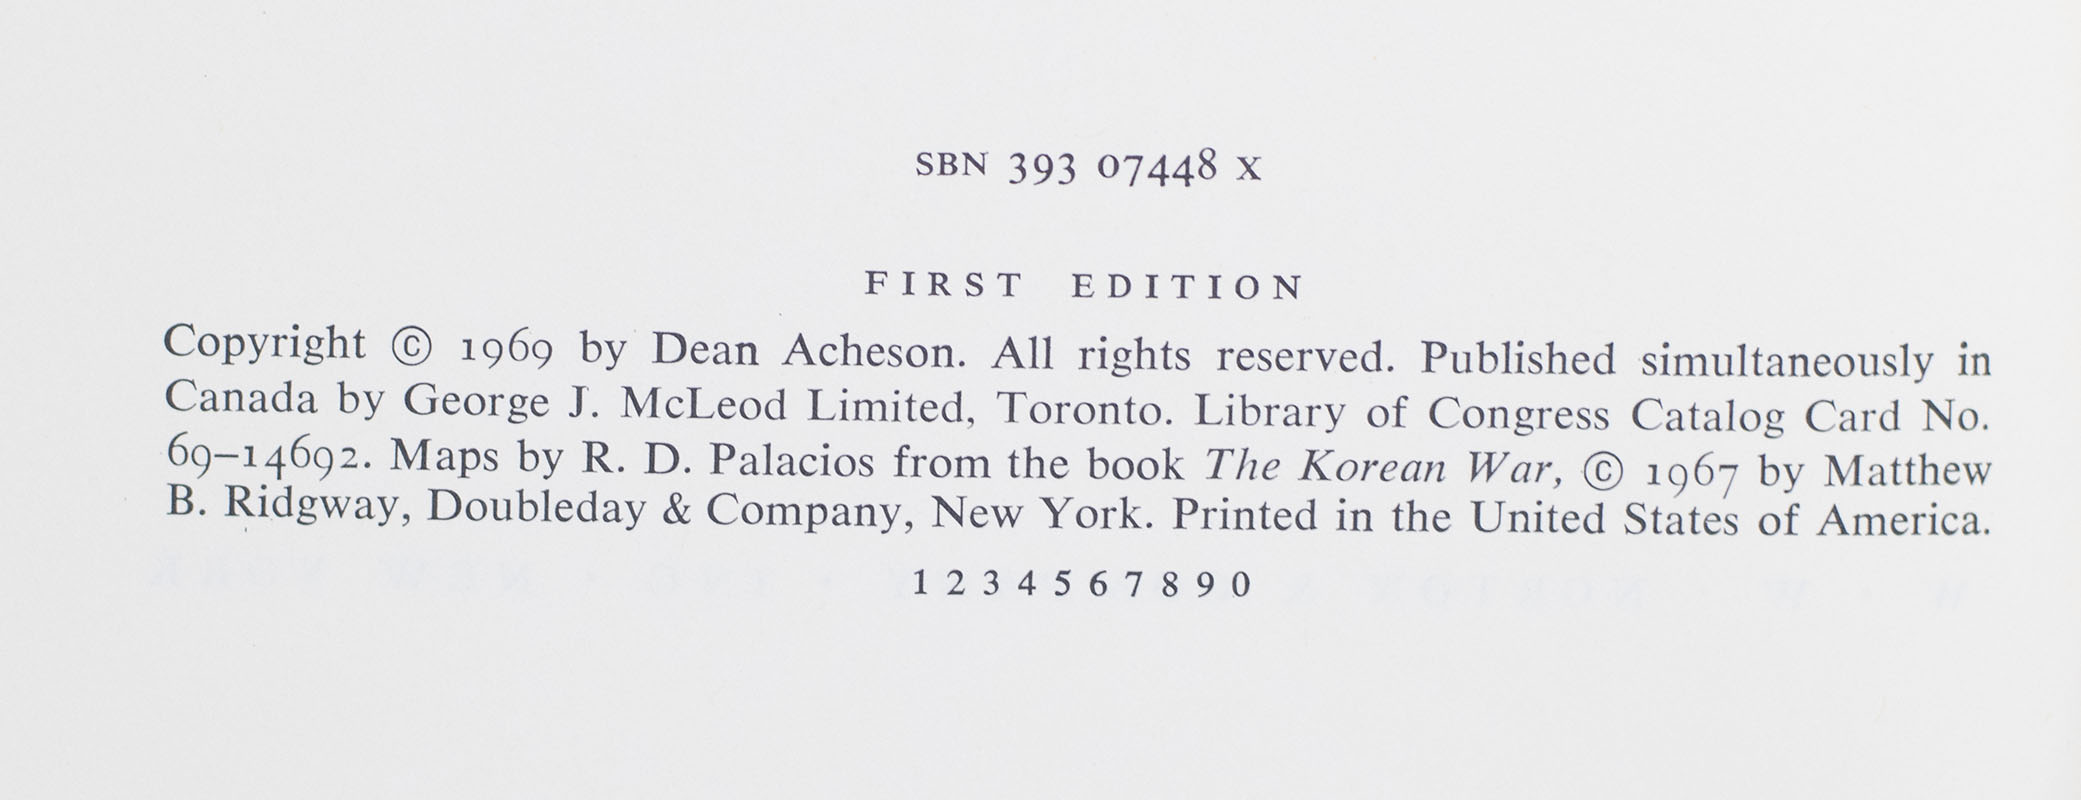 SBN 393 07448 X
FIRST EDITION
Copyright © 1969 by Dean Acheson. All rights reserved. Published simultaneously in
Canada by George J. McLeod Limited, Toronto. Library of Congress Catalog Card No.
69–14692. Maps by R. D. Palacios from the book The Korean War, © 1967 by Matthew
B. Ridgway, Doubleday & Company, New York. Printed in the United States of America.
1 2 3 4 5 6 7 8 9 0